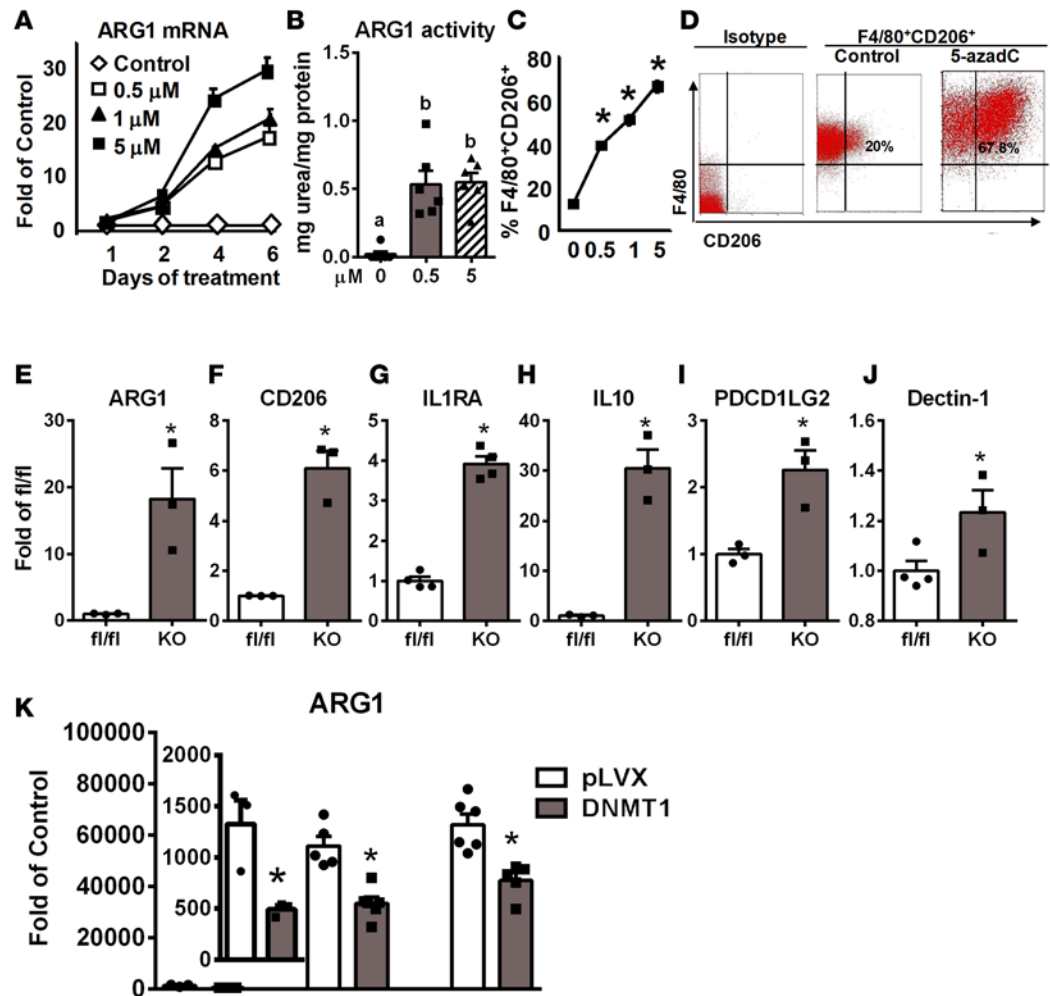 A
ARG1 mRNA
Control
0.5 μM
1 μM
5 μM
Fold of Control
30
20
10
0
1 2 4 6
Days of treatment
B
ARG1 activity
mg urea/mg protein
1.5
1.0
0.5
0.0
a
b
b
μM 0 0.5 5
C
% F4/80⁺CD206⁺
80
60
40
20
0
*
*
*
0 0.5 1 5
D
Isotype
F4/80⁺CD206⁺
Control
5-azadC
20%
67.8%
F4/80
CD206
E
ARG1
Fold of fl/fl
30
20
10
0
*
fl/fl KO
F
CD206
8
6
4
2
0
*
fl/fl KO
G
IL1RA
5
4
3
2
1
0
*
fl/fl KO
H
IL10
40
30
20
10
0
*
fl/fl KO
I
PDCD1LG2
3
2
1
0
*
fl/fl KO
J
Dectin-1
1.6
1.4
1.2
1.0
0.8
*
fl/fl KO
K
ARG1
Fold of Control
100000
80000
60000
40000
20000
0
2000
1500
1000
500
0
*
*
*
pLVX
DNMT1